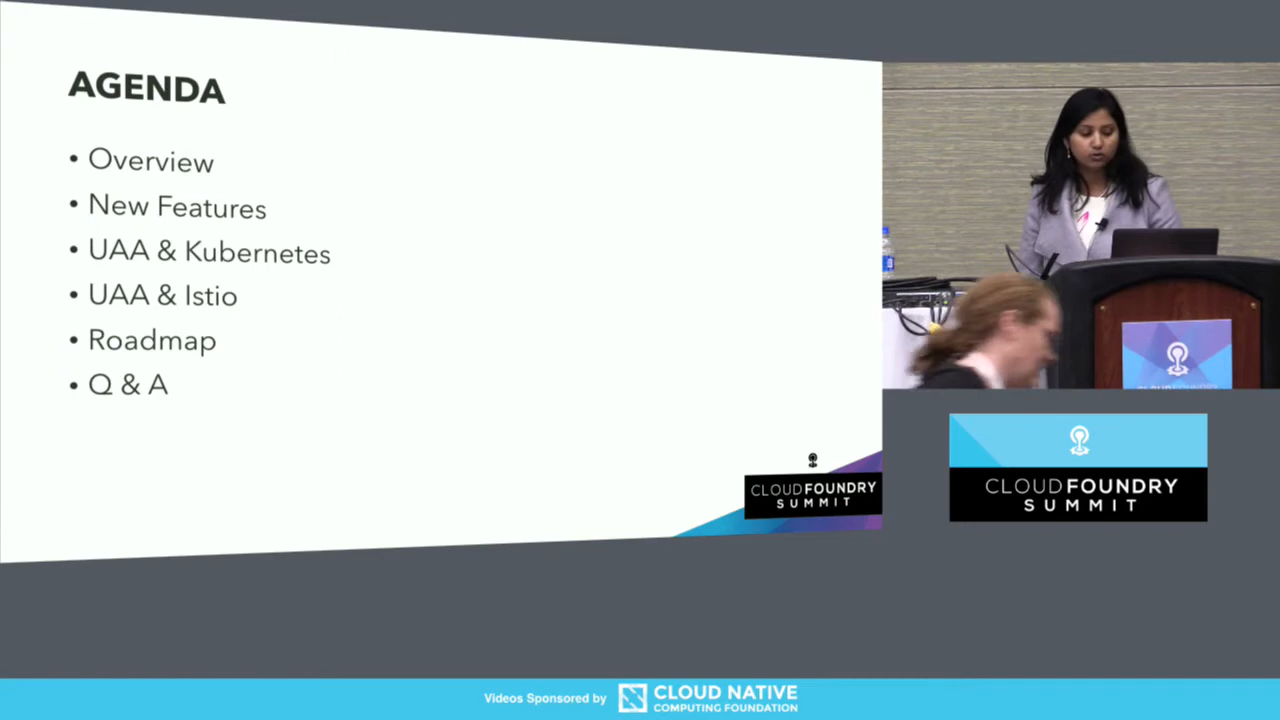 AGENDA
• Overview
• New Features
• UAA & Kubernetes
• UAA & Istio
• Roadmap
• Q & A
CLOUDFOUNDRY
SUMMIT
CLOUDFOUNDRY
CLOUDFOUNDRY
SUMMIT
Videos Sponsored by CLOUD NATIVE
COMPUTING FOUNDATION